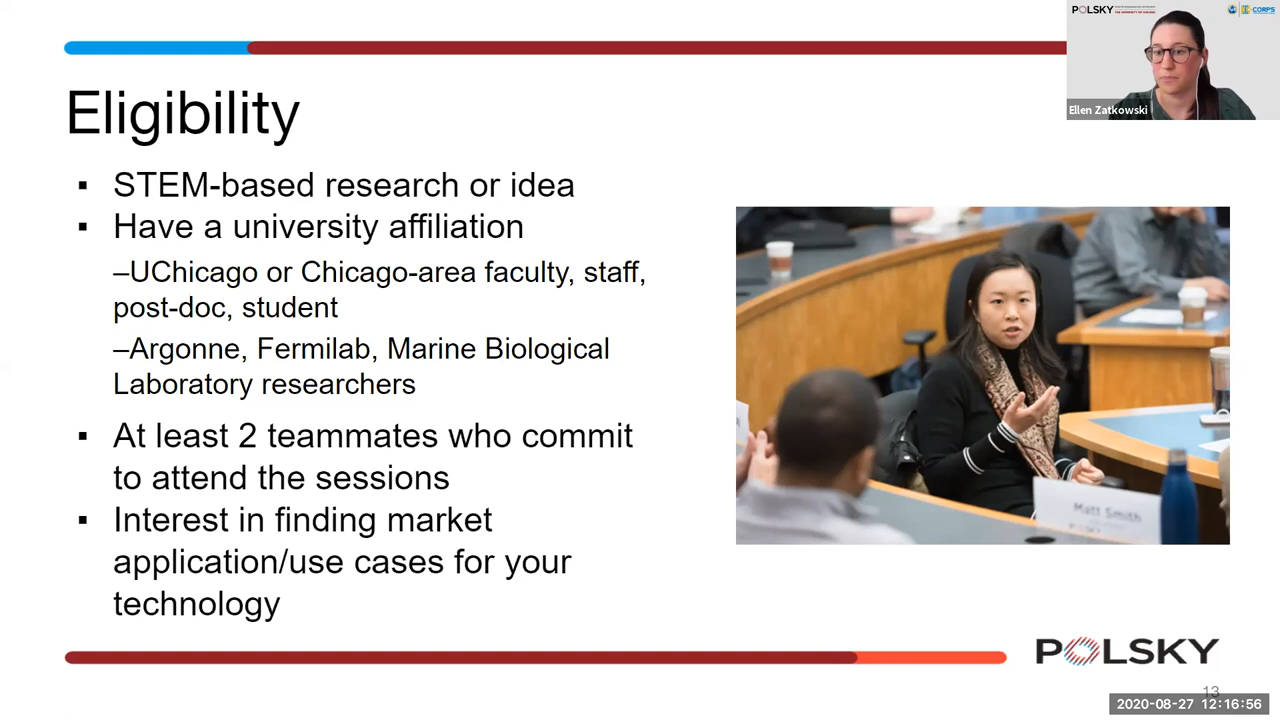 POLSKY
CORPS
Ellen Zatkowski
Eligibility
▪ STEM-based research or idea
▪ Have a university affiliation
–UChicago or Chicago-area faculty, staff,
post-doc, student
–Argonne, Fermilab, Marine Biological
Laboratory researchers
▪ At least 2 teammates who commit
to attend the sessions
▪ Interest in finding market
application/use cases for your
technology
Matt Smith
POLSKY
13
2020-08-27 12:16:56